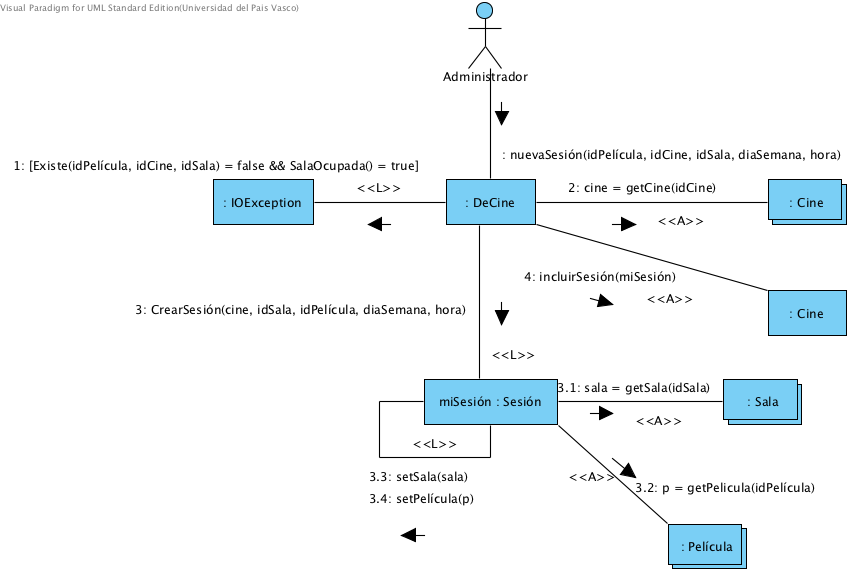 Visual Paradigm for UML Standard Edition(Universidad del Pais Vasco)
Administrador
: nuevaSesión(idPelícula, idCine, idSala, diaSemana, hora)
1: [Existe(idPelícula, idCine, idSala) = false && SalaOcupada() = true]
<<L>>
2: cine = getCine(idCine)
: IOException
: DeCine
: Cine
<<A>>
4: incluirSesión(miSesión)
<<A>>
3: CrearSesión(cine, idSala, idPelícula, diaSemana, hora)
: Cine
<<L>>
3.1: sala = getSala(idSala)
miSesión : Sesión
: Sala
<<A>>
<<L>>
3.3: setSala(sala)
<<A>>
3.2: p = getPelicula(idPelícula)
3.4: setPelícula(p)
: Película